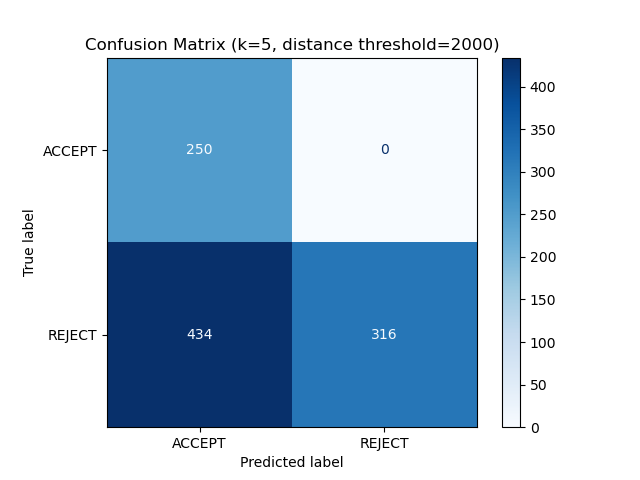 Confusion Matrix (k=5, distance threshold=2000)
True label
ACCEPT
250
0
REJECT
434
316
ACCEPT
REJECT
Predicted label
400
350
300
250
200
150
100
50
0